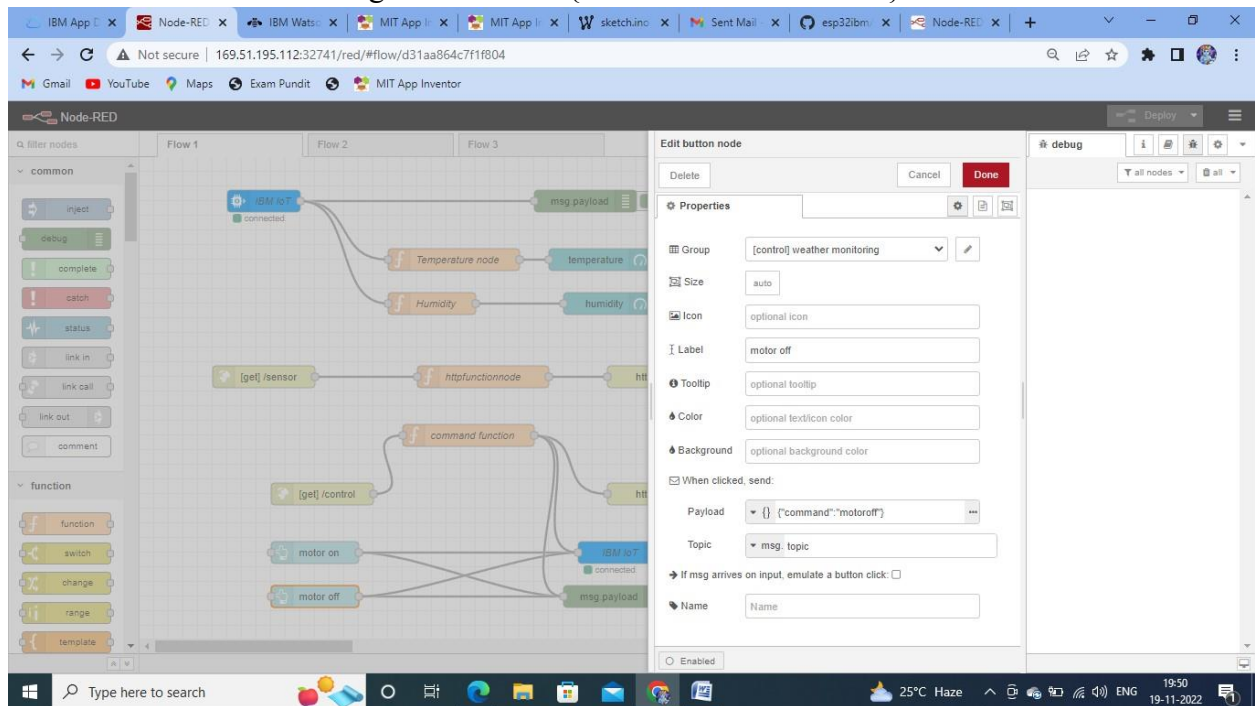 IBM App D
Node-RED
IBM Wats
MIT App In
MIT App In
sketch.ino
Sent Mail
esp32ibm/
Node-RED
Not secure | 169.51.195.112:32741/red/#flow/d31aa864c7f1f804
Gmail YouTube Maps Exam Pundit MIT App Inventor
Node-RED
Deploy
filter nodes
Flow 1 Flow 2 Flow 3
common
inject
debug
complete
catch
status
link in
link call
link out
comment
function
function
switch
change
range
template
IBM IoT
connected
msg.payload
Temperature node
temperature
Humidity
humidity
[get] /sensor
httpfunctionnode
htt
command function
[get] /control
htt
motor on
IBM IoT
connected
motor off
msg.payload
Edit button node
Delete Cancel Done
Properties
Group [control] weather monitoring
Size auto
Icon optional icon
Label motor off
Tooltip optional tooltip
Color optional text/icon color
Background optional background color
When clicked, send:
Payload {} {"command":"motoroff"}
Topic msg. topic
If msg arrives on input, emulate a button click:
Name Name
Enabled
debug
all nodes all
Type here to search
25°C Haze
ENG
19:50
19-11-2022